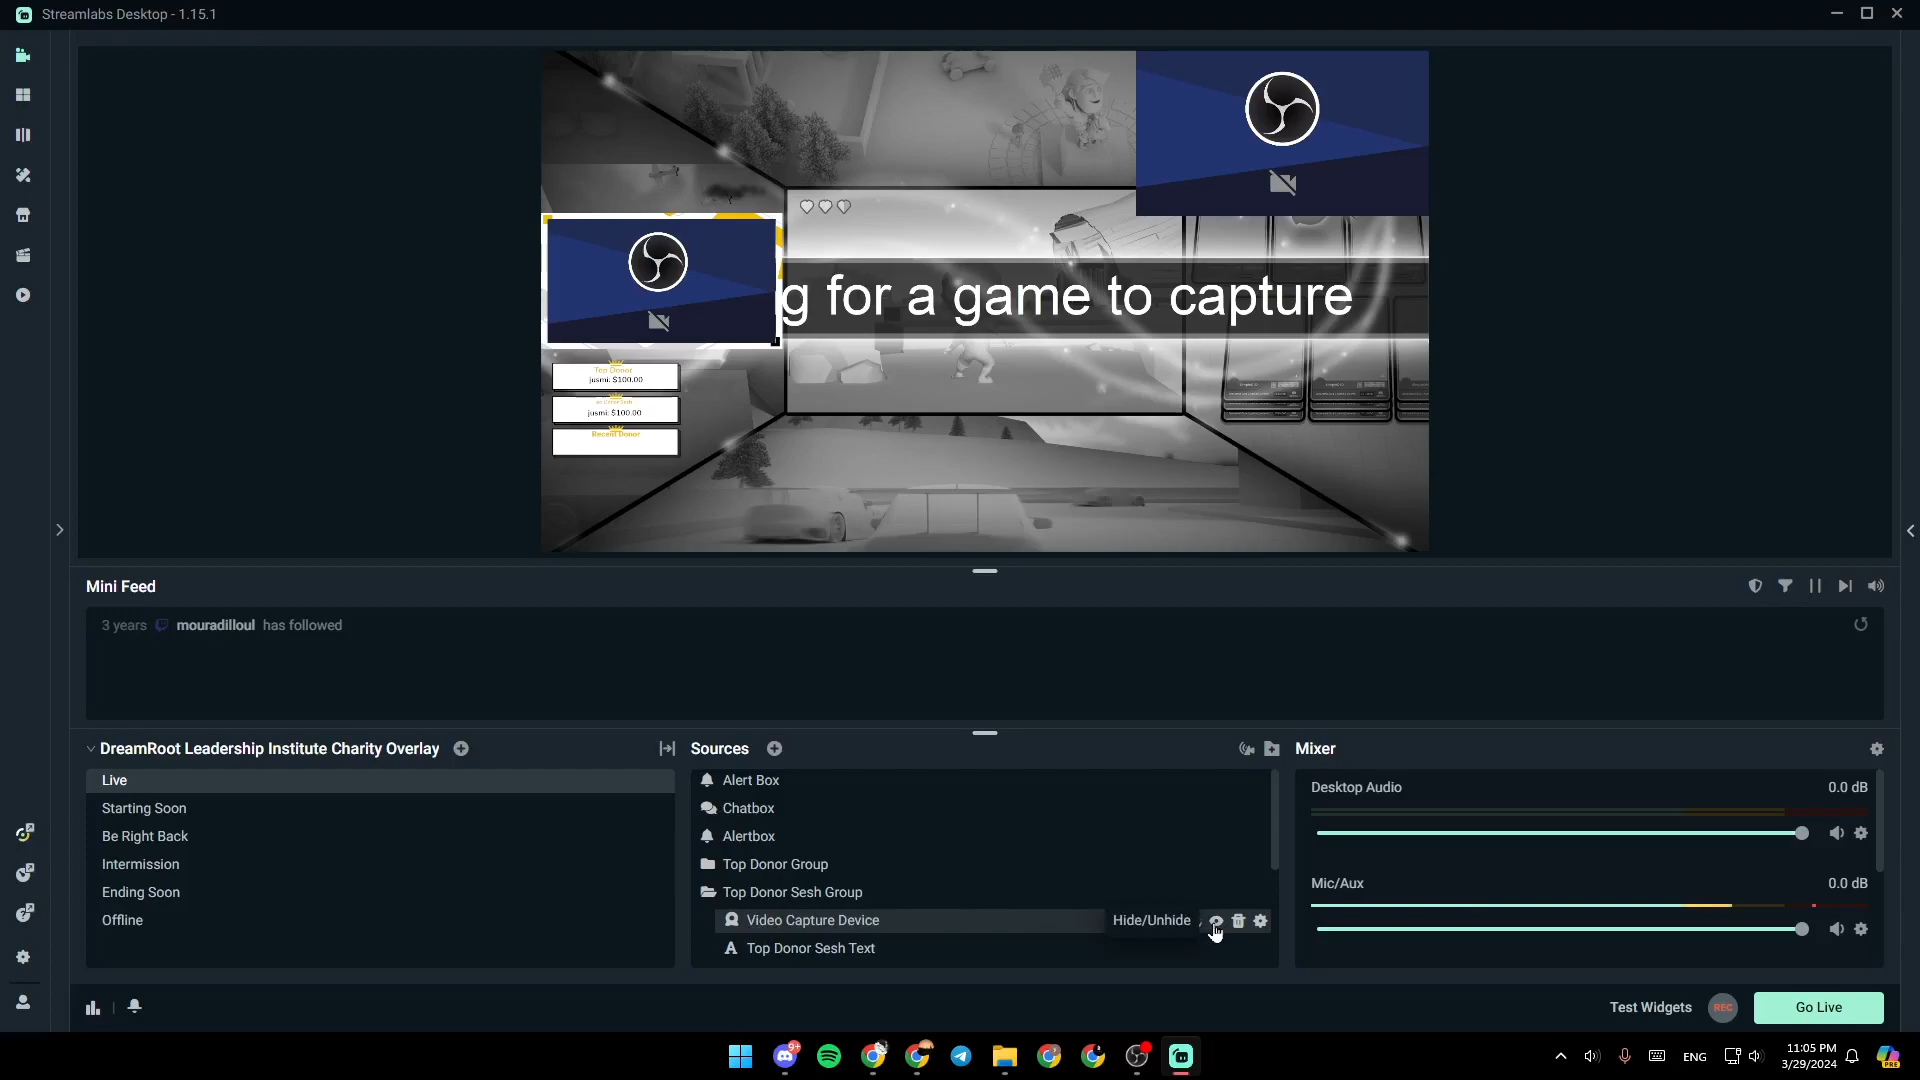 Streamlabs Desktop - 1.15.1
g for a game to capture
Top Donor
jusmi: $100.00
jusmi: $100.00
Recent Donor
Mini Feed
3 years mouradilloul has followed
DreamRoot Leadership Institute Charity Overlay
Live
Starting Soon
Be Right Back
Intermission
Ending Soon
Offline
Sources
Alert Box
Chatbox
Alertbox
Top Donor Group
Top Donor Sesh Group
Video Capture Device
Hide/Unhide
Top Donor Sesh Text
Mixer
Desktop Audio 0.0 dB
Mic/Aux 0.0 dB
Test Widgets
REC
Go Live
9+
ENG
11:05 PM
3/29/2024
PRE